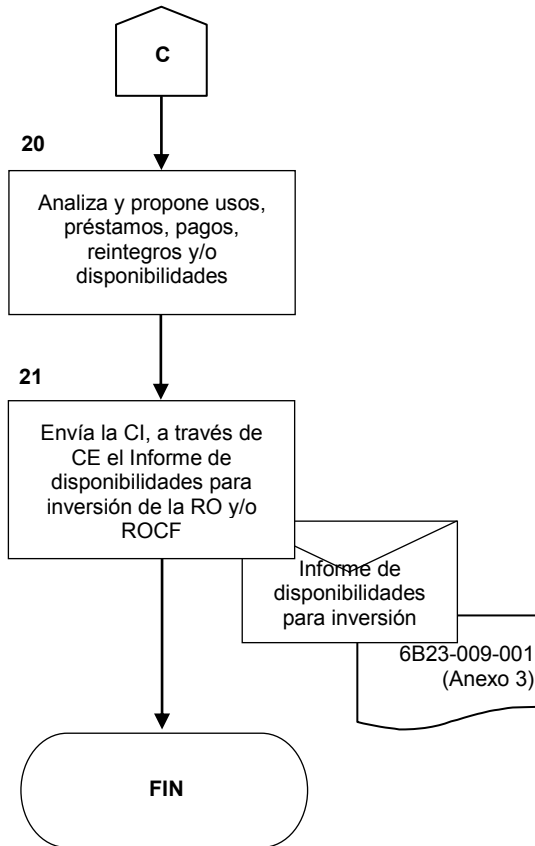 C
20
Analiza y propone usos,
préstamos, pagos,
reintegros y/o
disponibilidades
21
Envía la CI, a través de
CE el Informe de
disponibilidades para
inversión de la RO y/o
ROCF
Informe de
disponibilidades
para inversión
6B23-009-001
(Anexo 3)
FIN